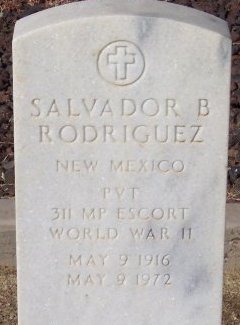 SALVADOR B
RODRIGUEZ
NEW MEXICO
PVT
311 MP ESCORT
WORLD WAR II
MAY 9 1916
MAY 9 1972